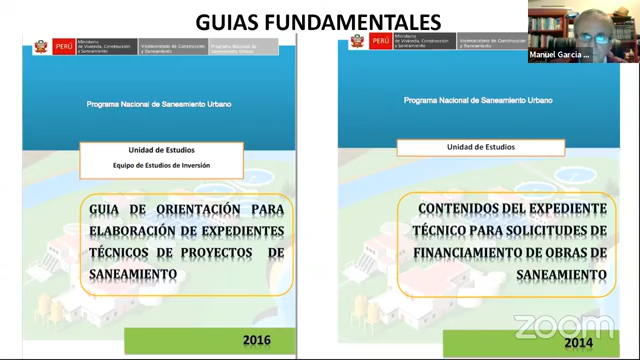 GUIAS FUNDAMENTALES
PERÚ
Ministerio
de Vivienda, Construcción
y Saneamiento
Viceministerio de Construcción
y Saneamiento
Programa Nacional de
Saneamiento Urbano
Programa Nacional de Saneamiento Urbano
Unidad de Estudios
Equipo de Estudios de Inversión
GUIA DE ORIENTACIÓN PARA
ELABORACIÓN DE EXPEDIENTES
TÉCNICOS DE PROYECTOS DE
SANEAMIENTO
2016
PERÚ
Ministerio
de Vivienda, Construcción
y Saneamiento
Viceministerio de Construcción
y Saneamiento
Programa Nacional de Saneamiento Urbano
Unidad de Estudios
CONTENIDOS DEL EXPEDIENTE
TÉCNICO PARA SOLICITUDES DE
FINANCIAMIENTO DE OBRAS DE
SANEAMIENTO
2014
Manuel Garcia ...
zoom